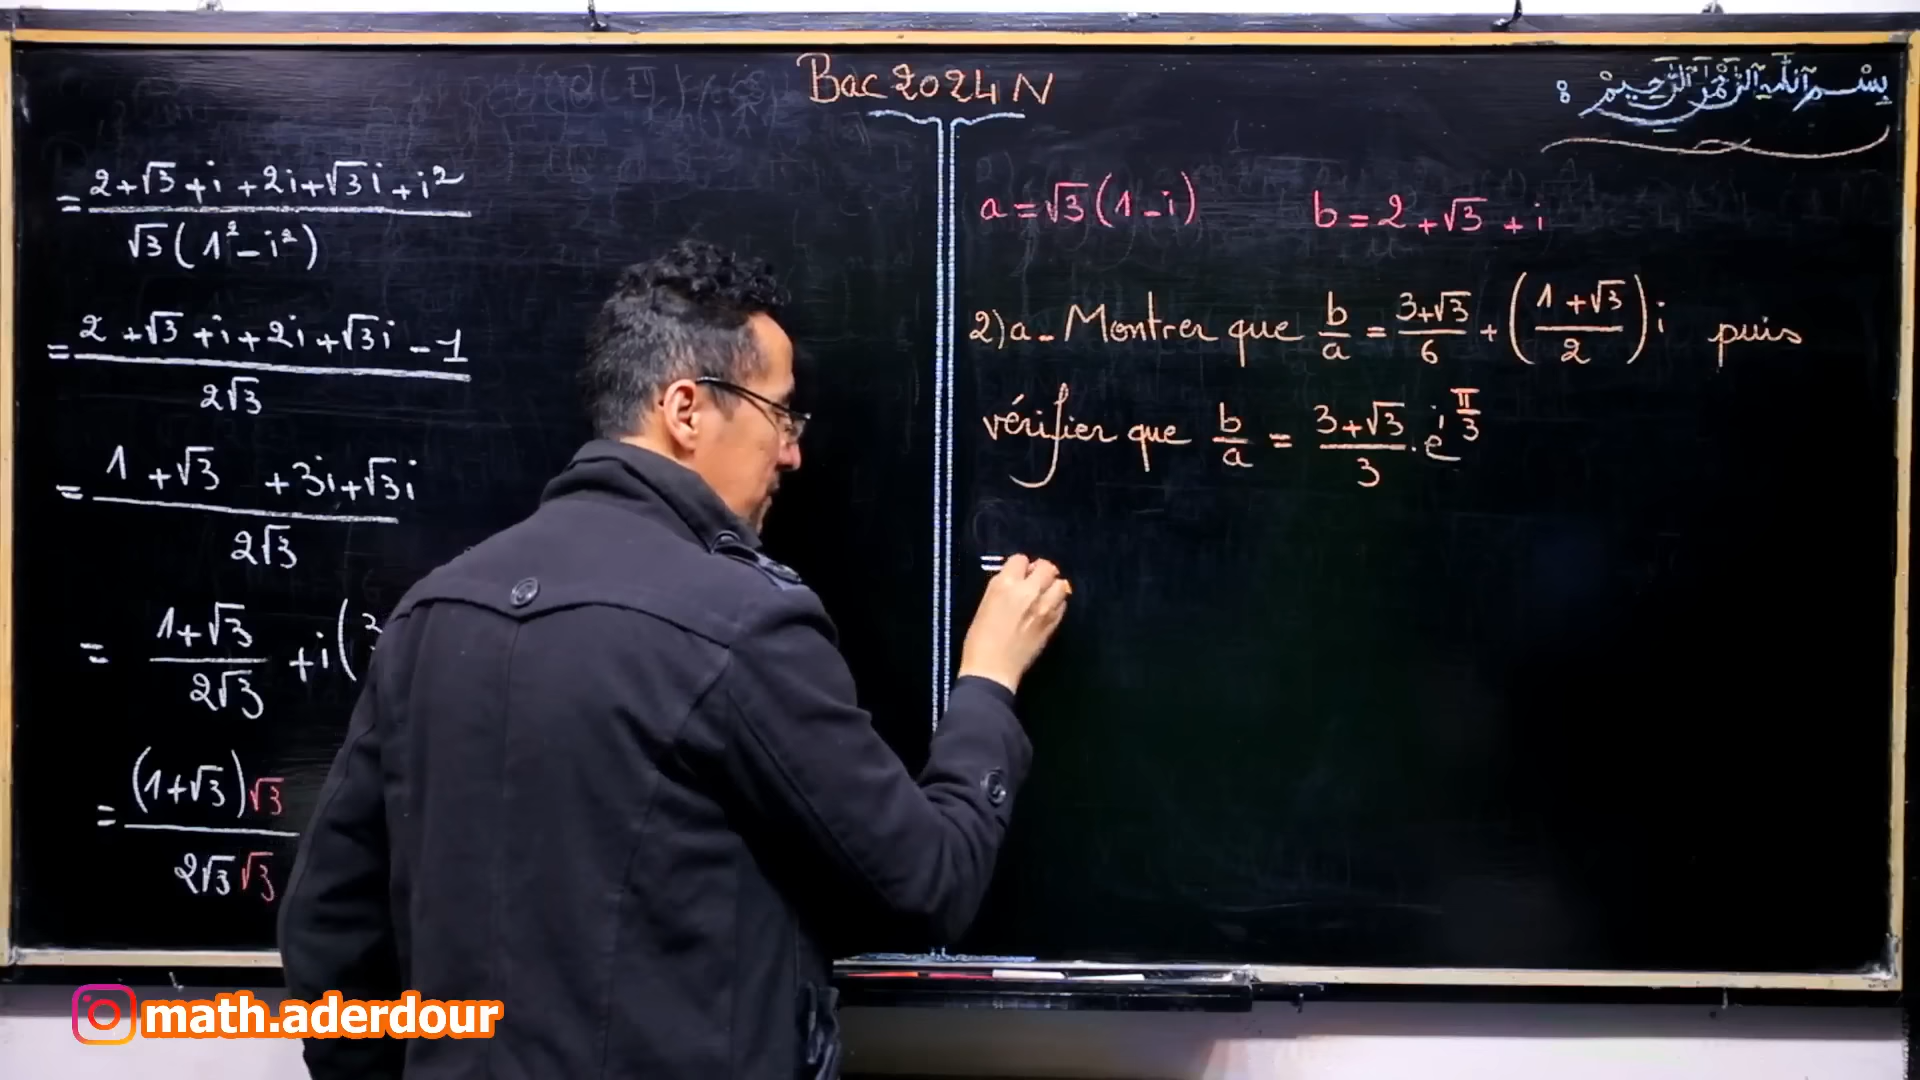 Bac 2024 N
بسم الله الرحمن الرحيم :
= (2+√3+i+2i+√3i+i²)/(√3(1²-i²))
= (2+√3+i+2i+√3i-1)/(2√3)
= (1+√3 +3i+√3i)/(2√3)
= (1+√3)/(2√3) +i(
= ((1+√3)√3)/(2√3√3)
a=√3(1-i) b=2+√3+i
2)a- Montrer que b/a = (3+√3)/6 + ((1+√3)/2)i puis
vérifier que b/a = (3+√3)/3 . e^(iπ/3)
=
math.aderdour